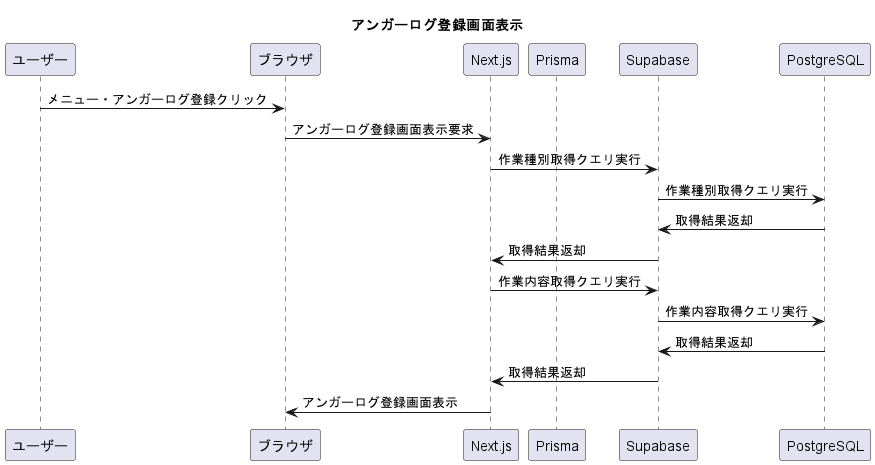 アンガーログ登録画面表示
ユーザー
ブラウザ
Next.js
Prisma
Supabase
PostgreSQL
メニュー・アンガーログ登録クリック
アンガーログ登録画面表示要求
作業種別取得クエリ実行
作業種別取得クエリ実行
取得結果返却
取得結果返却
作業内容取得クエリ実行
作業内容取得クエリ実行
取得結果返却
取得結果返却
アンガーログ登録画面表示
ユーザー
ブラウザ
Next.js
Prisma
Supabase
PostgreSQL